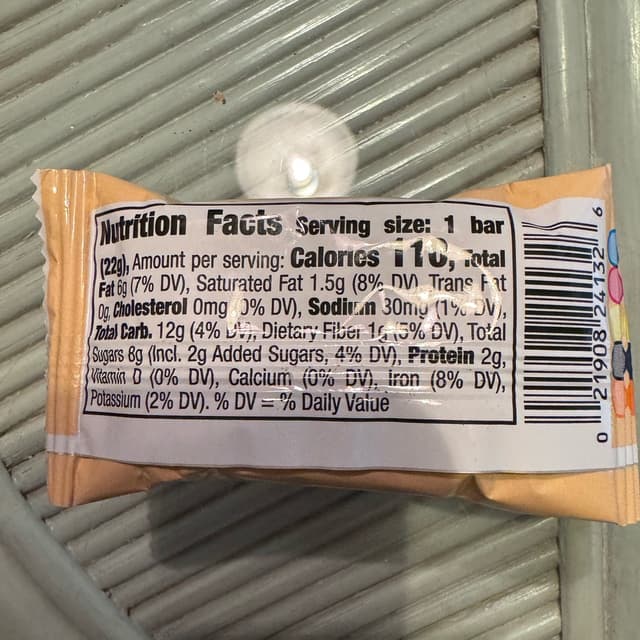 Nutrition Facts Serving size: 1 bar
(22g), Amount per serving: Calories 110, Total
Fat 6g (7% DV), Saturated Fat 1.5g (8% DV), Trans Fat
0g, Cholesterol 0mg (0% DV), Sodium 30mg (1% DV),
Total Carb. 12g (4% DV), Dietary Fiber 1g (5% DV), Total
Sugars 8g (Incl. 2g Added Sugars, 4% DV), Protein 2g,
Vitamin D (0% DV), Calcium (0% DV), Iron (8% DV),
Potassium (2% DV). % DV = % Daily Value
0 21908 24132 6